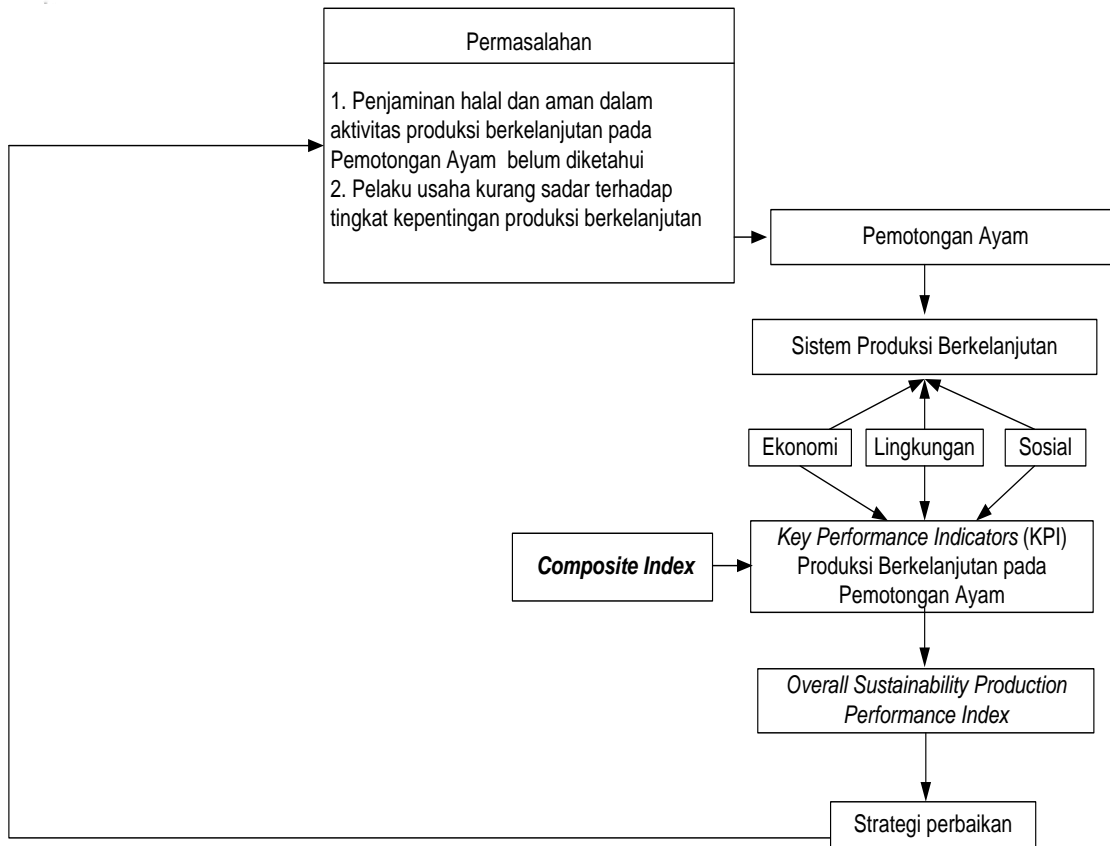 Permasalahan
1. Penjaminan halal dan aman dalam
aktivitas produksi berkelanjutan pada
Pemotongan Ayam belum diketahui
2. Pelaku usaha kurang sadar terhadap
tingkat kepentingan produksi berkelanjutan
Pemotongan Ayam
Sistem Produksi Berkelanjutan
Ekonomi
Lingkungan
Sosial
Composite Index
Key Performance Indicators (KPI)
Produksi Berkelanjutan pada
Pemotongan Ayam
Overall Sustainability Production
Performance Index
Strategi perbaikan